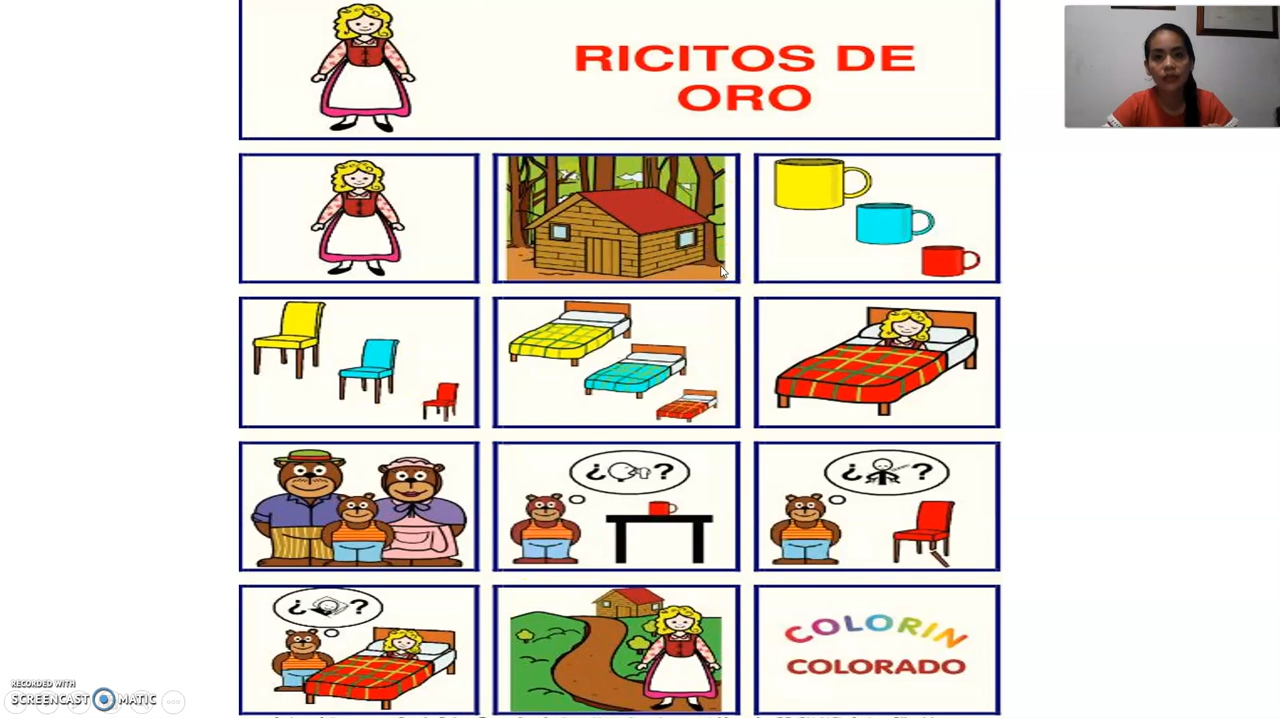 RICITOS DE
ORO
¿ ?
¿ ?
¿ ?
COLORIN
COLORADO
RECORDED WITH
SCREENCAST MATIC